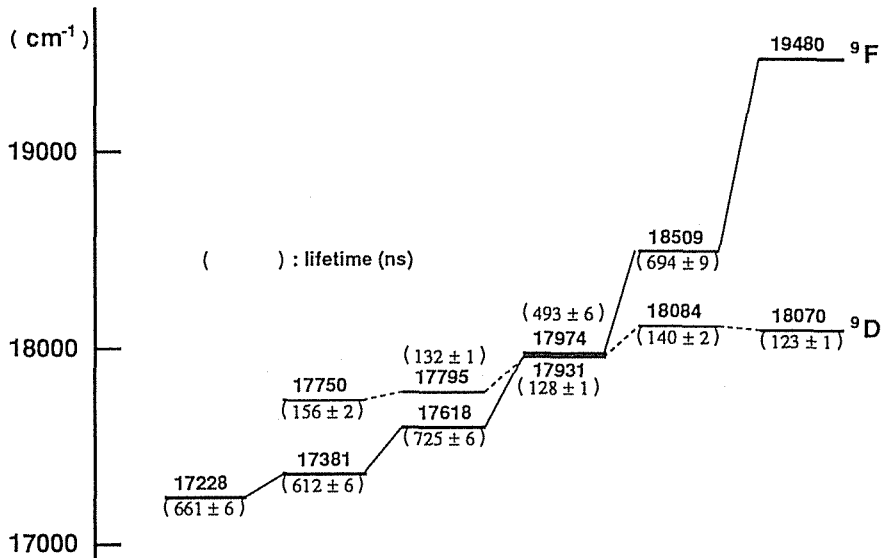 ( cm-1 )
19480 9F
19000
18509
( 694 ± 9 )
( ) : lifetime (ns)
( 493 ± 6 )
17974
18084
( 140 ± 2 )
18070
( 123 ± 1 )
9D
18000
17931
( 128 ± 1 )
( 132 ± 1 )
17795
17750
( 156 ± 2 )
17618
( 725 ± 6 )
17381
( 612 ± 6 )
17228
( 661 ± 6 )
17000